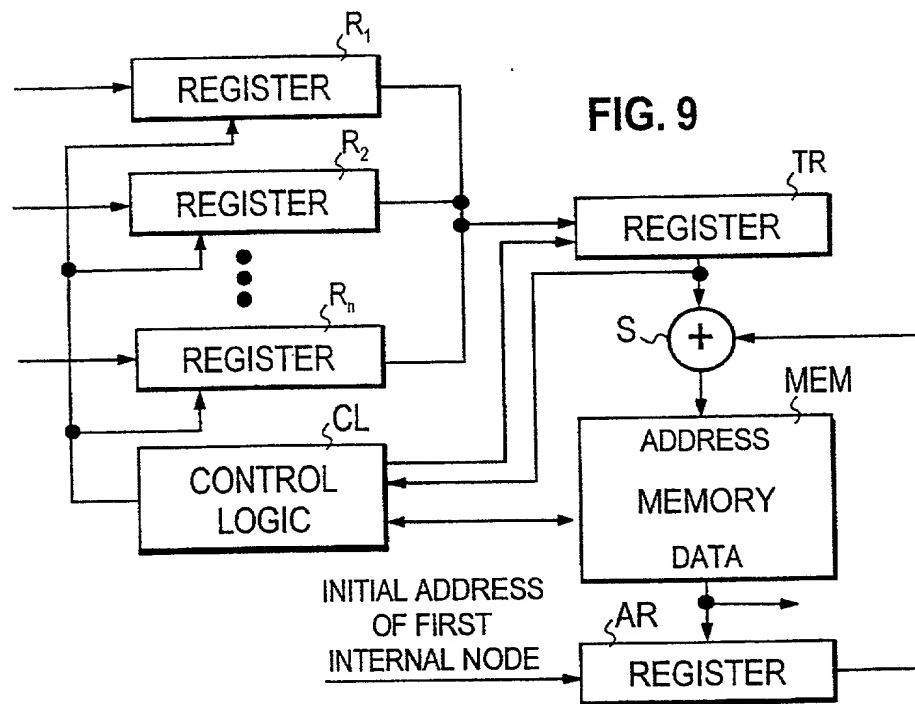 R1
REGISTER
FIG. 9
R2
REGISTER
TR
REGISTER
Rn
REGISTER
S
+
MEM
CL
ADDRESS
CONTROL
LOGIC
MEMORY
DATA
INITIAL ADDRESS
OF FIRST
INTERNAL NODE
AR
REGISTER